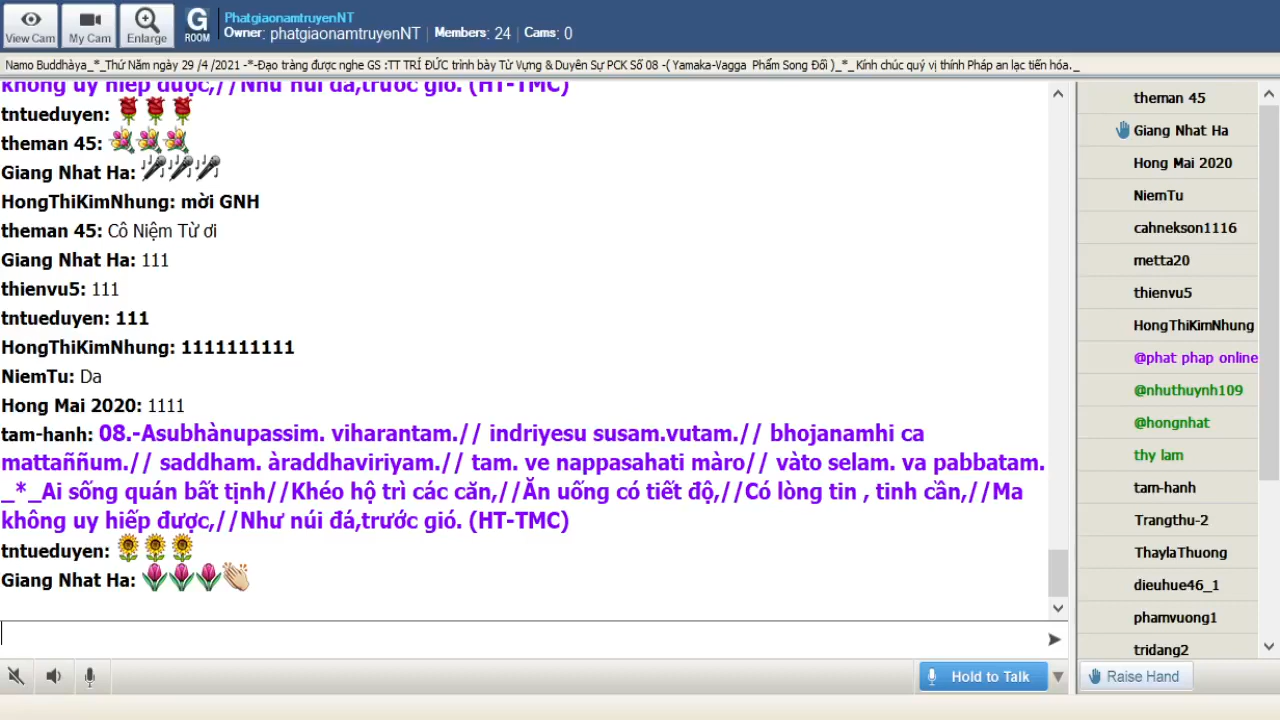 View Cam
My Cam
Enlarge
G
ROOM
PhatgiaonamtruyenNT
Owner: phatgiaonamtruyenNT | Members: 24 | Cams: 0
Namo Buddhàya_*_Thứ Năm ngày 29 /4 /2021 -*-Đạo tràng được nghe GS :TT TRÍ ĐỨC trình bày Từ Vựng & Duyên Sự PCK Số 08 -( Yamaka-Vagga Phẩm Song Đối )_*_ Kính chúc quý vị thính Pháp an lạc tiến hóa._
không uy hiếp được,//Như núi đá,trước gió. (HT-TMC)
tntueduyen:
theman 45:
Giang Nhat Ha:
HongThiKimNhung: mời GNH
theman 45: Cô Niệm Từ ơi
Giang Nhat Ha: 111
thienvu5: 111
tntueduyen: 111
HongThiKimNhung: 1111111111
NiemTu: Da
Hong Mai 2020: 1111
tam-hanh: 08.-Asubhànupassim. viharantam.// indriyesu susam.vutam.// bhojanamhi ca
mattaññum.// saddham. àraddhaviriyam.// tam. ve nappasahati màro// vàto selam. va pabbatam.
_*_Ai sống quán bất tịnh//Khéo hộ trì các căn,//Ăn uống có tiết độ,//Có lòng tin , tinh cần,//Ma
không uy hiếp được,//Như núi đá,trước gió. (HT-TMC)
tntueduyen:
Giang Nhat Ha:
Hold to Talk
theman 45
Giang Nhat Ha
Hong Mai 2020
NiemTu
cahnekson1116
metta20
thienvu5
HongThiKimNhung
@phat phap online
@nhuthuynh109
@hongnhat
thy lam
tam-hanh
Trangthu-2
ThaylaThuong
dieuhue46_1
phamvuong1
tridang2
Raise Hand